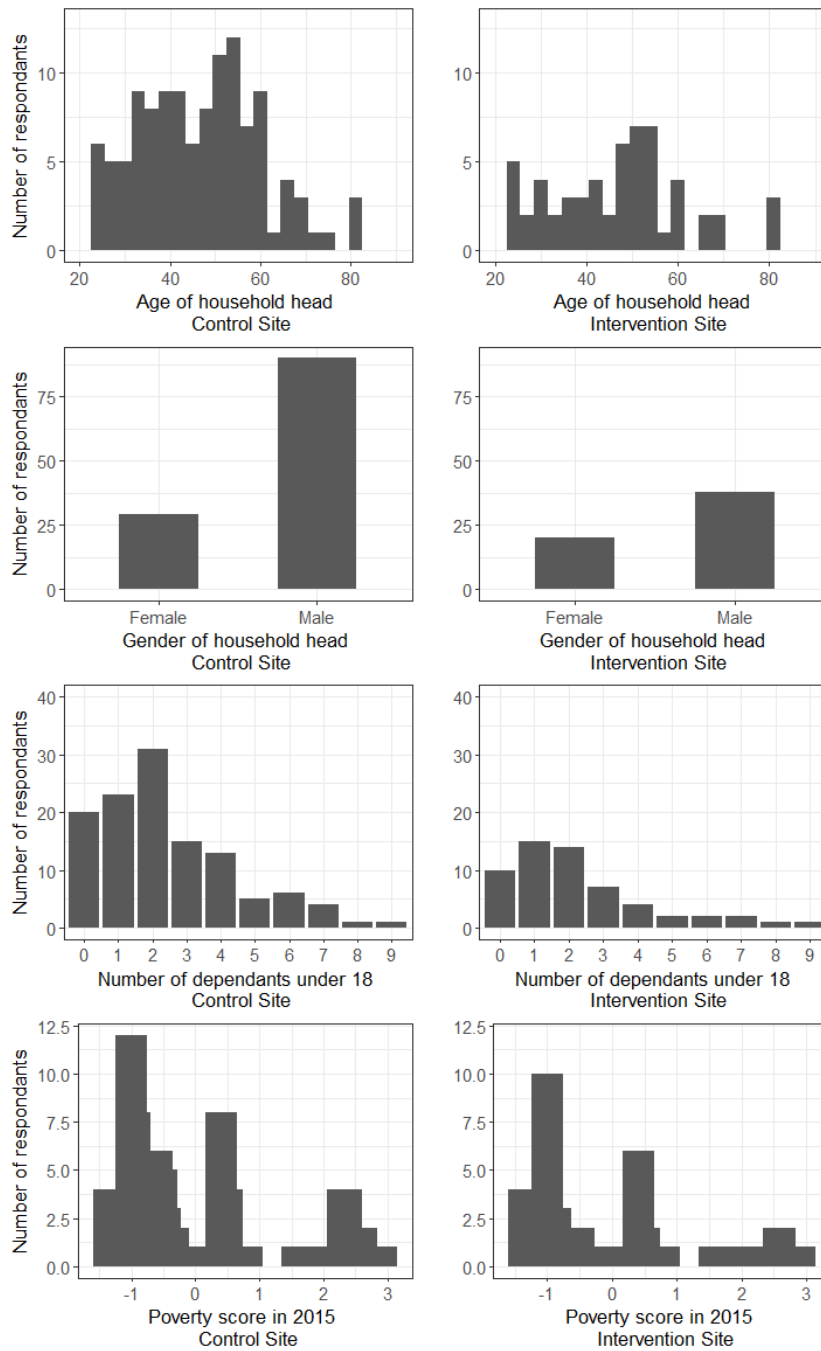 Number of respondants
10
5
0
20 40 60 80
Age of household head
Control Site
10
5
0
20 40 60 80
Age of household head
Intervention Site
Number of respondants
75
50
25
0
Female Male
Gender of household head
Control Site
75
50
25
0
Female Male
Gender of household head
Intervention Site
Number of respondants
40
30
20
10
0
0 1 2 3 4 5 6 7 8 9
Number of dependants under 18
Control Site
40
30
20
10
0
0 1 2 3 4 5 6 7 8 9
Number of dependants under 18
Intervention Site
Number of respondants
12.5
10.0
7.5
5.0
2.5
0.0
-1 0 1 2 3
Poverty score in 2015
Control Site
12.5
10.0
7.5
5.0
2.5
0.0
-1 0 1 2 3
Poverty score in 2015
Intervention Site